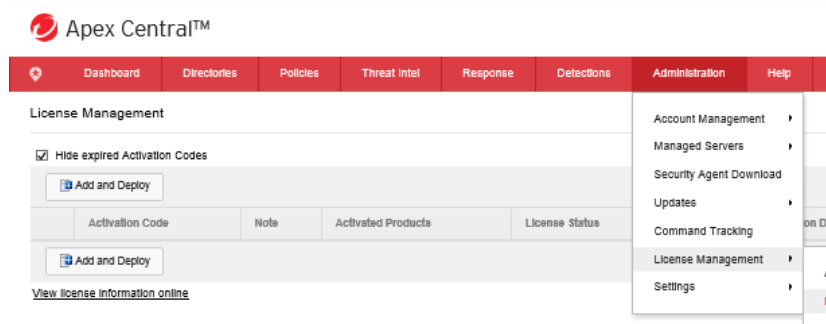 Apex Central™
Dashboard Directories Policies Threat Intel Response Detections Administration Help
License Management
Account Management
Managed Servers
Hide expired Activation Codes
Security Agent Download
Add and Deploy
Updates
Activation Code Note Activated Products License Status
Command Tracking
Add and Deploy
License Management
Settings
View license information online